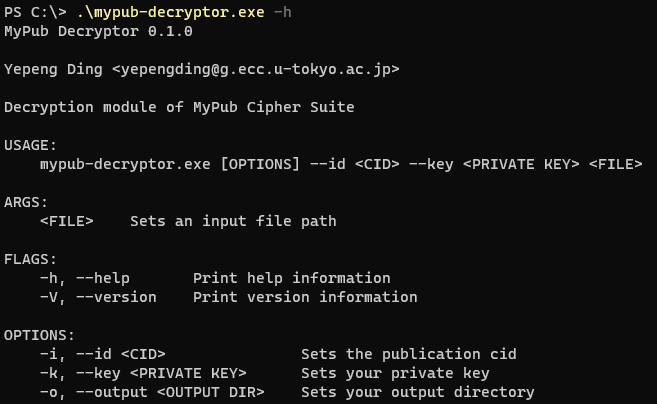 PS C:\> .\mypub-decryptor.exe -h
MyPub Decryptor 0.1.0
Yepeng Ding <yepengding@g.ecc.u-tokyo.ac.jp>
Decryption module of MyPub Cipher Suite
USAGE:
    mypub-decryptor.exe [OPTIONS] --id <CID> --key <PRIVATE KEY> <FILE>
ARGS:
    <FILE>    Sets an input file path
FLAGS:
    -h, --help       Print help information
    -V, --version    Print version information
OPTIONS:
    -i, --id <CID>               Sets the publication cid
    -k, --key <PRIVATE KEY>      Sets your private key
    -o, --output <OUTPUT DIR>    Sets your output directory